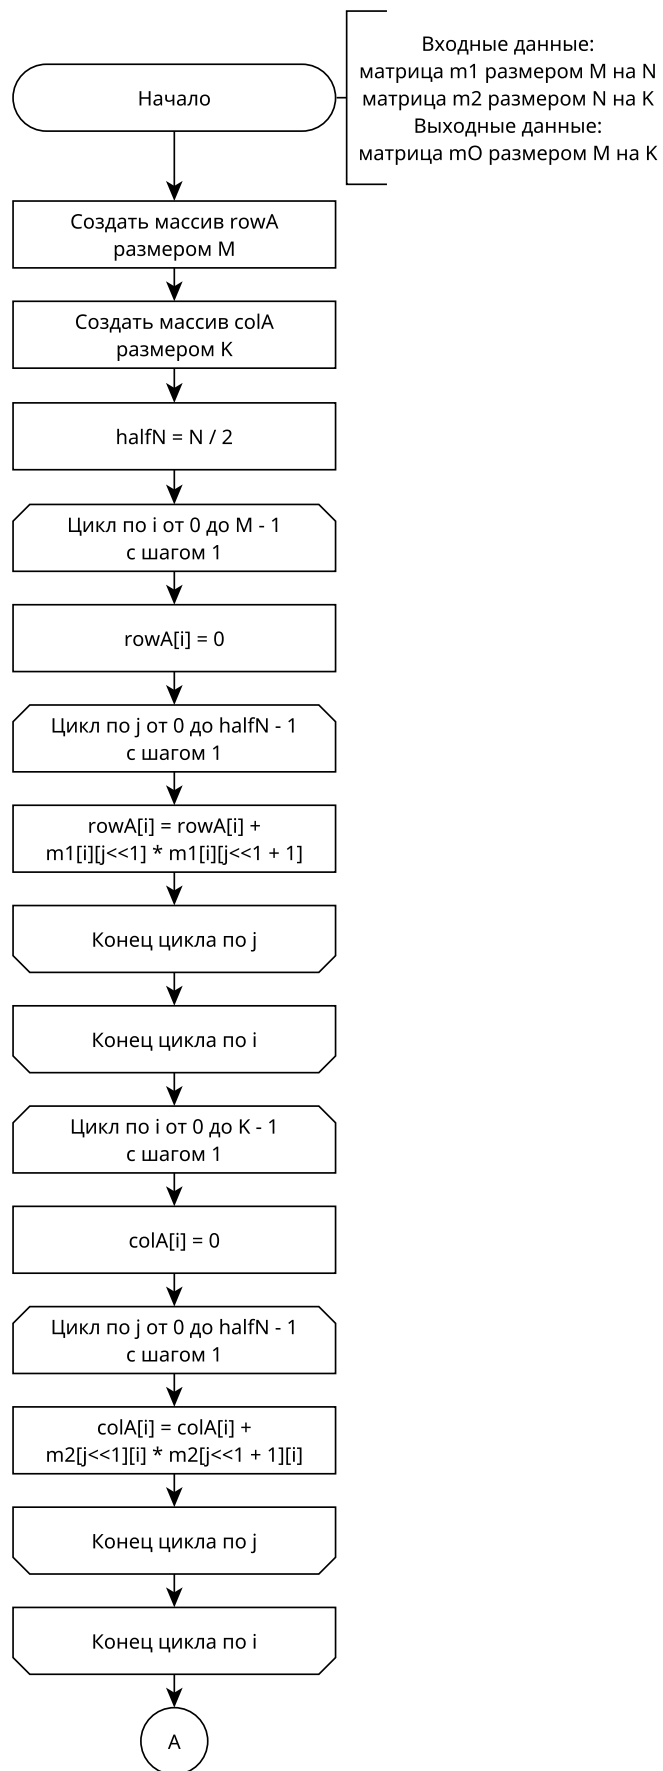 Начало
Входные данные:
матрица m1 размером M на N
матрица m2 размером N на K
Выходные данные:
матрица mO размером M на K
Создать массив rowA
размером M
Создать массив colA
размером K
halfN = N / 2
Цикл по i от 0 до M - 1
с шагом 1
rowA[i] = 0
Цикл по j от 0 до halfN - 1
с шагом 1
rowA[i] = rowA[i] +
m1[i][j<<1] * m1[i][j<<1 + 1]
Конец цикла по j
Конец цикла по i
Цикл по i от 0 до K - 1
с шагом 1
colA[i] = 0
Цикл по j от 0 до halfN - 1
с шагом 1
colA[i] = colA[i] +
m2[j<<1][i] * m2[j<<1 + 1][i]
Конец цикла по j
Конец цикла по i
A